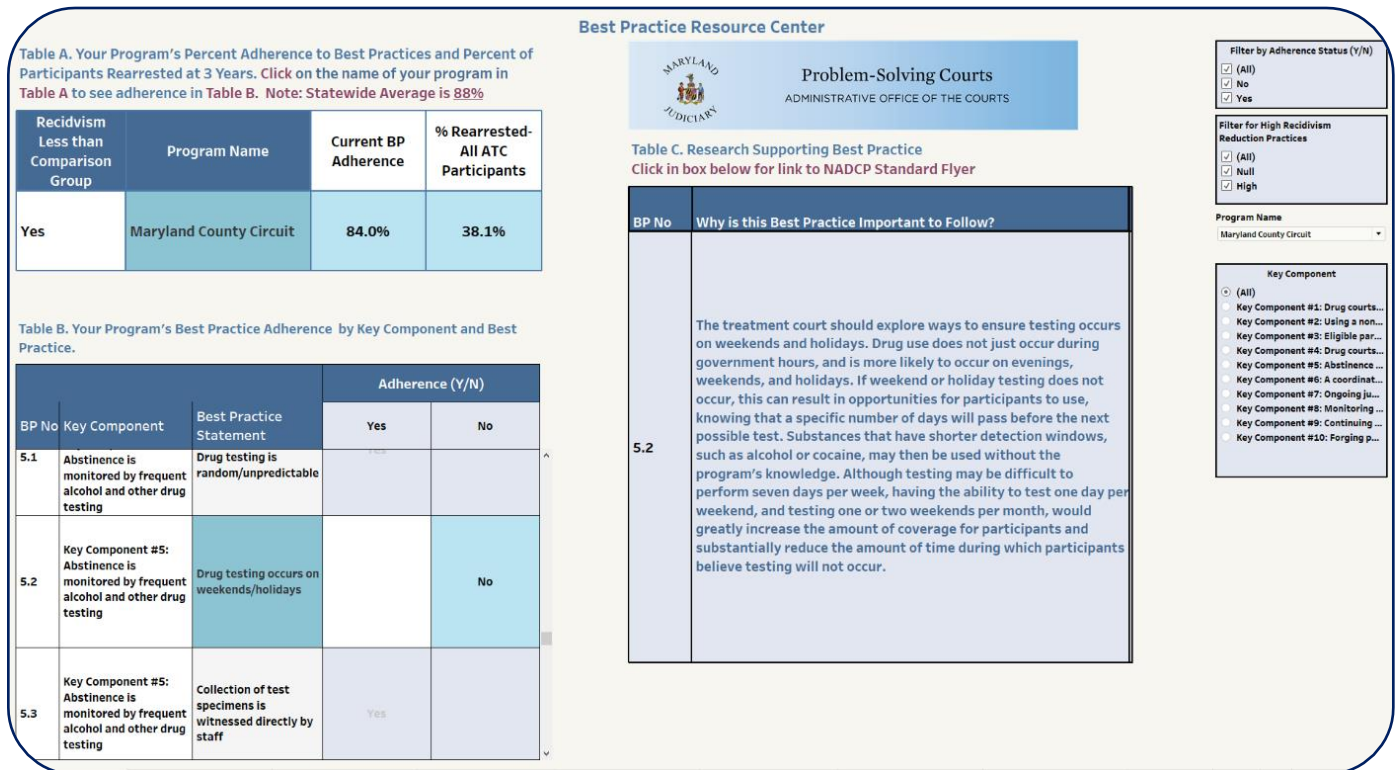 Best Practice Resource Center
Table A. Your Program's Percent Adherence to Best Practices and Percent of
Participants Rearrested at 3 Years. Click on the name of your program in
Table A to see adherence in Table B. Note: Statewide Average is 88%
Recidvism
Less than
Comparison
Group
Program Name
Current BP
Adherence
% Rearrested-
All ATC
Participants
Yes
Maryland County Circuit
84.0%
38.1%
Table B. Your Program's Best Practice Adherence by Key Component and Best
Practice.
Adherence (Y/N)
BP No
Key Component
Best Practice
Statement
Yes
No
5.1
Abstinence is
monitored by frequent
alcohol and other drug
testing
Drug testing is
random/unpredictable
Yes
5.2
Key Component #5:
Abstinence is
monitored by frequent
alcohol and other drug
testing
Drug testing occurs on
weekends/holidays
No
5.3
Key Component #5:
Abstinence is
monitored by frequent
alcohol and other drug
testing
Collection of test
specimens is
witnessed directly by
staff
Yes
MARYLAND
JUDICIARY
Problem-Solving Courts
ADMINISTRATIVE OFFICE OF THE COURTS
Table C. Research Supporting Best Practice
Click in box below for link to NADCP Standard Flyer
BP No
Why is this Best Practice Important to Follow?
5.2
The treatment court should explore ways to ensure testing occurs
on weekends and holidays. Drug use does not just occur during
government hours, and is more likely to occur on evenings,
weekends, and holidays. If weekend or holiday testing does not
occur, this can result in opportunities for participants to use,
knowing that a specific number of days will pass before the next
possible test. Substances that have shorter detection windows,
such as alcohol or cocaine, may then be used without the
program's knowledge. Although testing may be difficult to
perform seven days per week, having the ability to test one day per
weekend, and testing one or two weekends per month, would
greatly increase the amount of coverage for participants and
substantially reduce the amount of time during which participants
believe testing will not occur.
Filter by Adherence Status (Y/N)
(All)
No
Yes
Filter for High Recidivism
Reduction Practices
(All)
Null
High
Program Name
Maryland County Circuit
Key Component
(All)
Key Component #1: Drug courts...
Key Component #2: Using a non...
Key Component #3: Eligible par...
Key Component #4: Drug courts...
Key Component #5: Abstinence ...
Key Component #6: A coordinat...
Key Component #7: Ongoing ju...
Key Component #8: Monitoring ...
Key Component #9: Continuing ...
Key Component #10: Forging p...